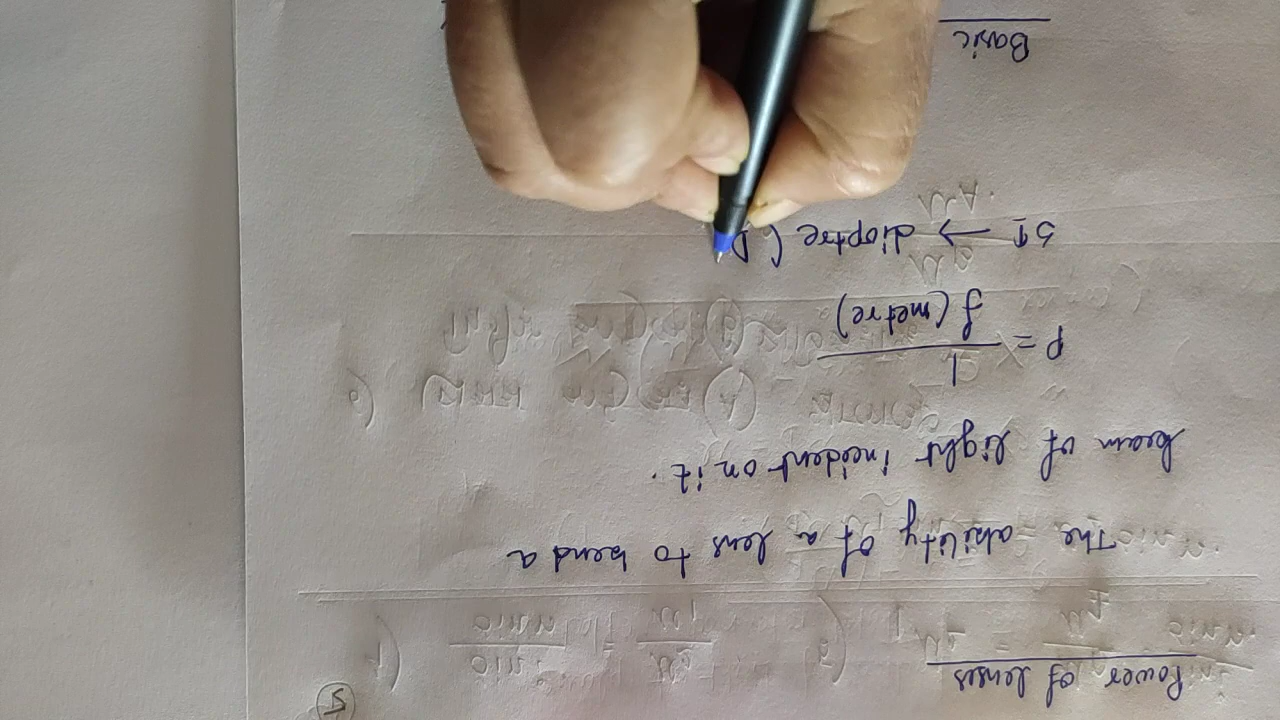 5
Power of lenses
The ability of a lens to bend a
beam of light incident on it.
P = 1 / f (metre)
SI → dioptre (D
Basic